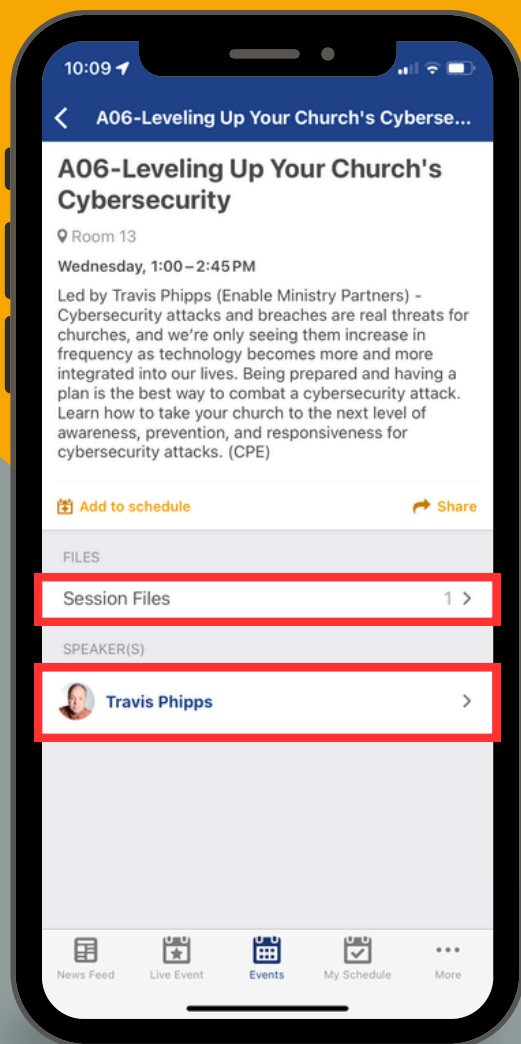 10:09
A06-Leveling Up Your Church's Cyberse...
A06-Leveling Up Your Church's
Cybersecurity
Room 13
Wednesday, 1:00 – 2:45 PM
Led by Travis Phipps (Enable Ministry Partners) -
Cybersecurity attacks and breaches are real threats for
churches, and we're only seeing them increase in
frequency as technology becomes more and more
integrated into our lives. Being prepared and having a
plan is the best way to combat a cybersecurity attack.
Learn how to take your church to the next level of
awareness, prevention, and responsiveness for
cybersecurity attacks. (CPE)
Add to schedule
Share
FILES
Session Files 1
SPEAKER(S)
Travis Phipps
News Feed Live Event Events My Schedule More